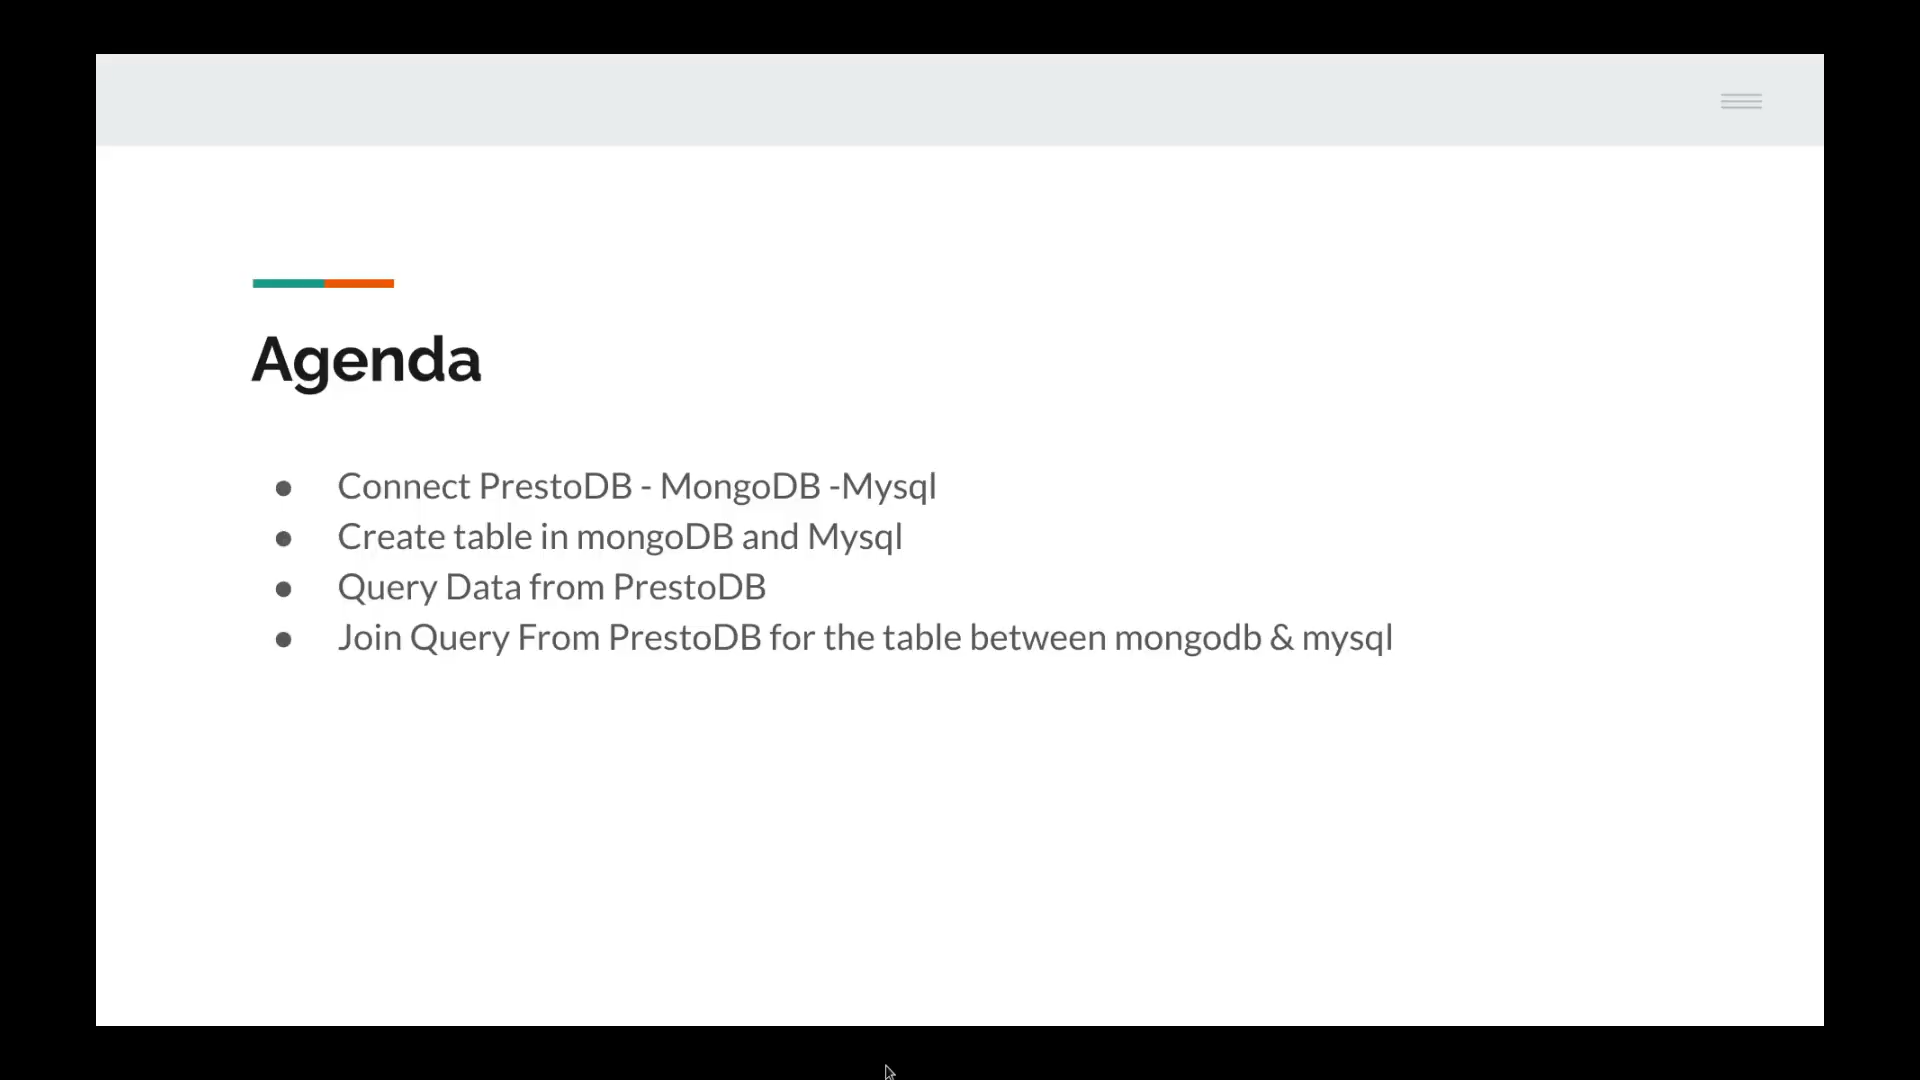 Agenda
● Connect PrestoDB - MongoDB -Mysql
● Create table in mongoDB and Mysql
● Query Data from PrestoDB
● Join Query From PrestoDB for the table between mongodb & mysql